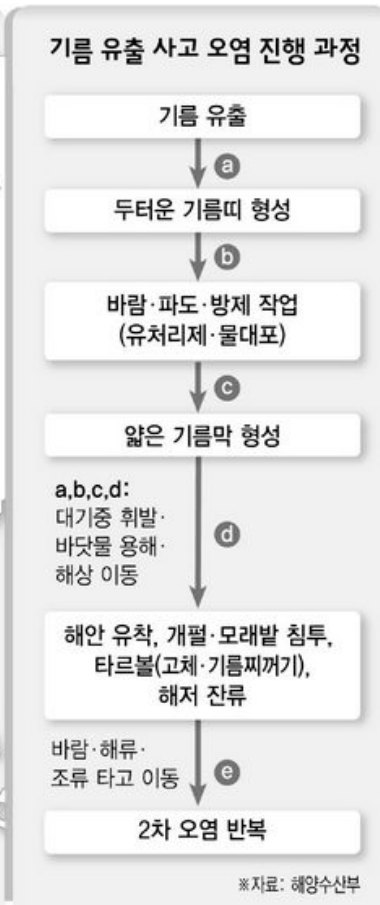 기름 유출 사고 오염 진행 과정
기름 유출
a
두터운 기름띠 형성
b
바람·파도·방제 작업
(유처리제·물대포)
c
얇은 기름막 형성
a,b,c,d:
대기중 휘발·
바닷물 용해·
해상 이동
d
해안 유착, 개펄·모래밭 침투,
타르볼(고체·기름찌꺼기),
해저 잔류
바람·해류·
조류 타고 이동
e
2차 오염 반복
※자료: 해양수산부